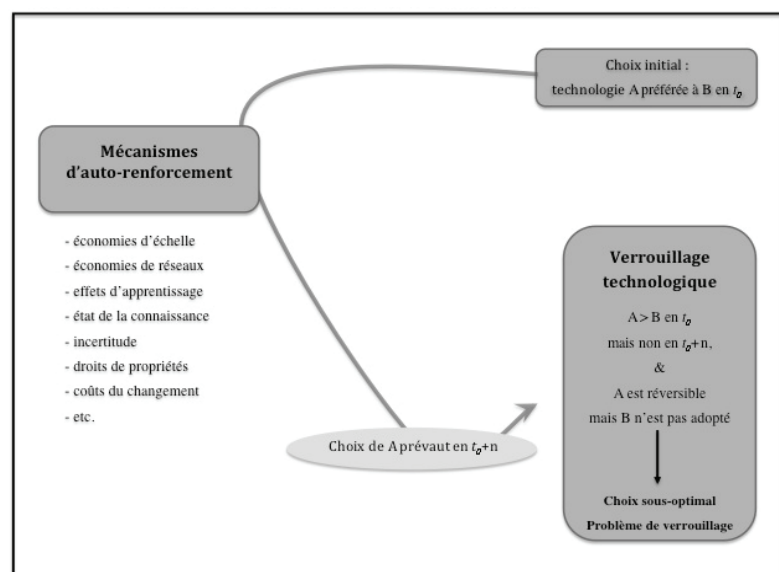 Choix initial :
technologie A préférée à B en t₀
Mécanismes
d'auto-renforcement
- économies d'échelle
- économies de réseaux
- effets d'apprentissage
- état de la connaissance
- incertitude
- droits de propriétés
- coûts du changement
- etc.
Choix de A prévaut en t₀+n
Verrouillage
technologique
A > B en t₀
mais non en t₀+n,
&
A est réversible
mais B n'est pas adopté
Choix sous-optimal
Problème de verrouillage